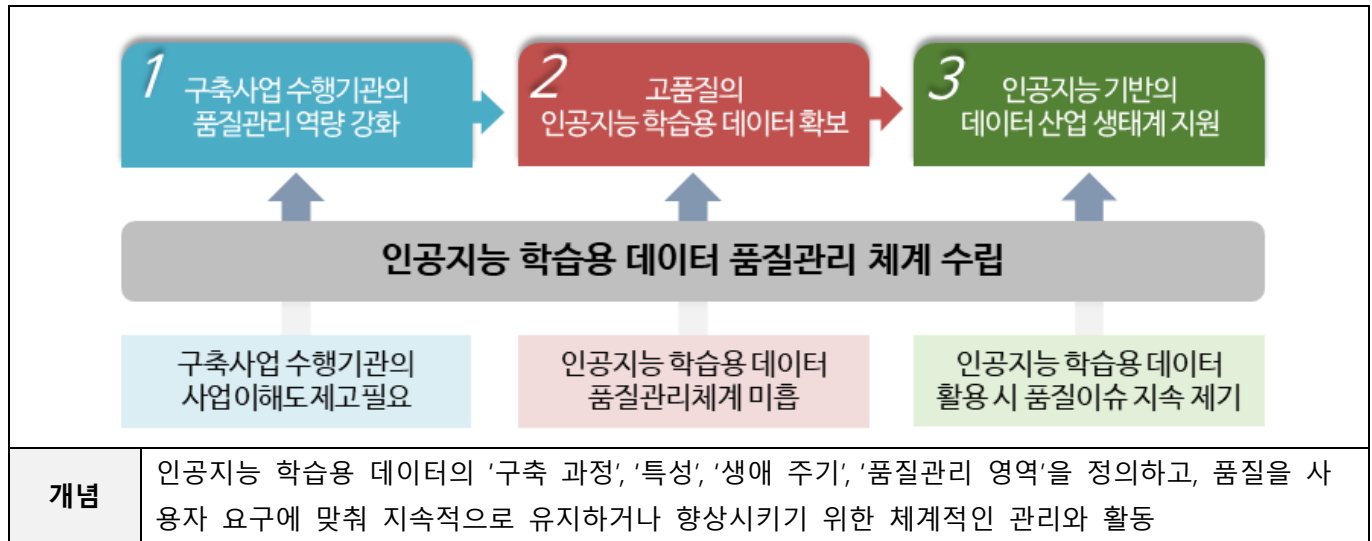 1
구축사업 수행기관의
품질관리 역량 강화
2
고품질의
인공지능 학습용 데이터 확보
3
인공지능 기반의
데이터 산업 생태계 지원
인공지능 학습용 데이터 품질관리 체계 수립
구축사업 수행기관의
사업이해도제고필요
인공지능 학습용 데이터
품질관리체계 미흡
인공지능 학습용 데이터
활용 시 품질이슈 지속 제기
개념
인공지능 학습용 데이터의 '구축 과정', '특성', '생애 주기', '품질관리 영역'을 정의하고, 품질을 사
용자 요구에 맞춰 지속적으로 유지하거나 향상시키기 위한 체계적인 관리와 활동